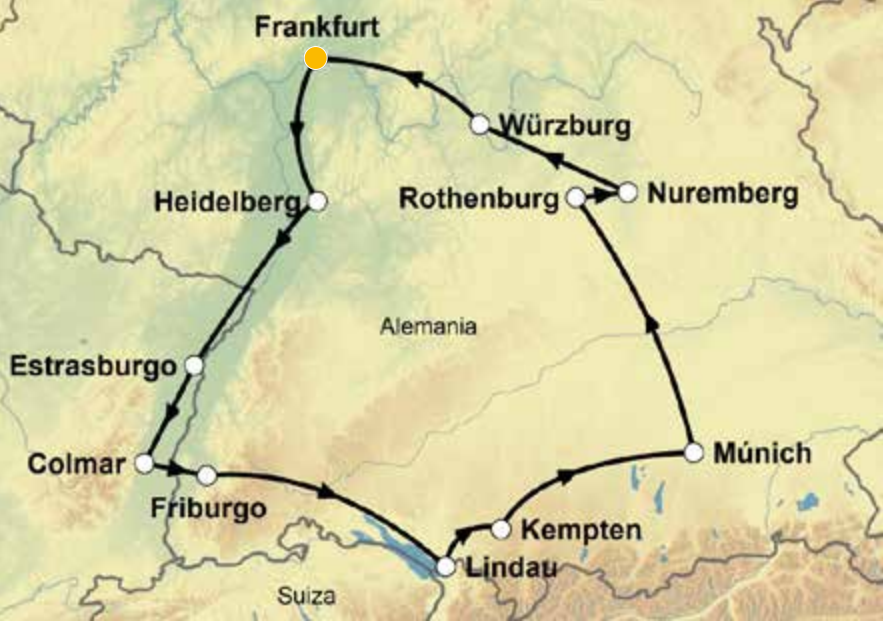 Frankfurt
Würzburg
Heidelberg
Rothenburg
Nuremberg
Alemania
Estrasburgo
Colmar
Múnich
Friburgo
Kempten
Lindau
Suiza